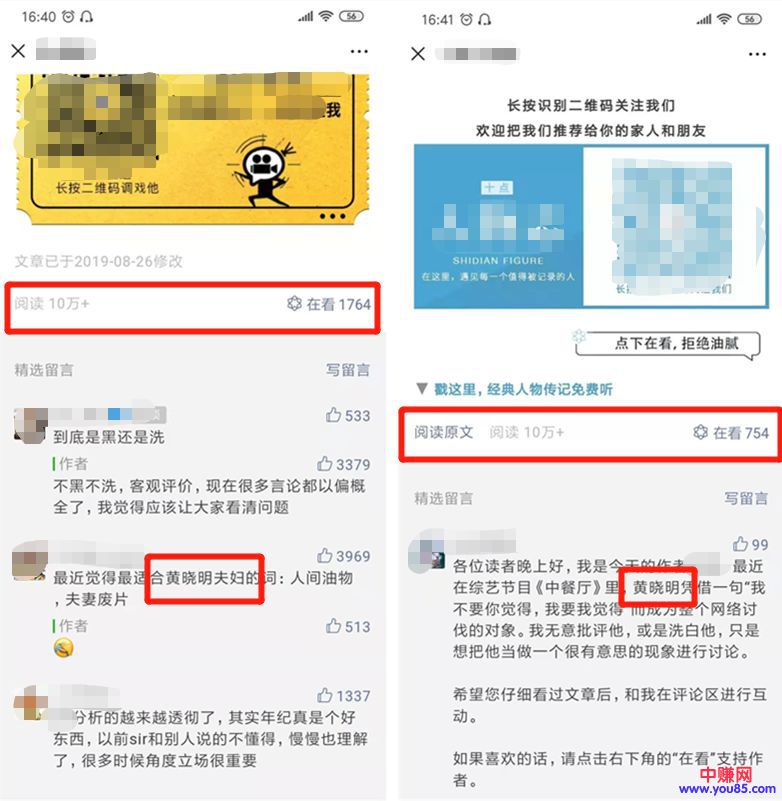 16:40
56
我
长按二维码调戏他
文章已于2019-08-26修改
阅读 10万+
在看 1764
精选留言
写留言
533
到底是黑还是洗
作者
3379
不黑不洗，客观评价，现在很多言论都以偏概
全了，我觉得应该让大家看清问题
3969
最近觉得最适合黄晓明夫妇的词：人间油物
，夫妻废片
作者
513
1337
分析的越来越透彻了，其实年纪真是个好
东西，以前sir和别人说的不懂得，慢慢也理解
了，很多时候角度立场很重要
16:41
56
长按识别二维码关注我们
欢迎把我们推荐给你的家人和朋友
十点
SHIDIAN FIGURE
在这里，遇见每一个值得被记录的人
我们
点下在看，拒绝油腻
▼ 戳这里，经典人物传记免费听
阅读原文
阅读 10万+
在看 754
精选留言
写留言
99
各位读者晚上好，我是今天的作者
最近
在综艺节目《中餐厅》里，黄晓明凭借一句“我
不要你觉得，我要我觉得”而成为整个网络讨
伐的对象。我无意批评他，或是洗白他，只是
想把他当做一个很有意思的现象进行讨论。
希望您仔细看过文章后，和我在评论区进行互
动。
如果喜欢的话，请点击右下角的“在看”支持作
者。
中赚网
www.you85.com